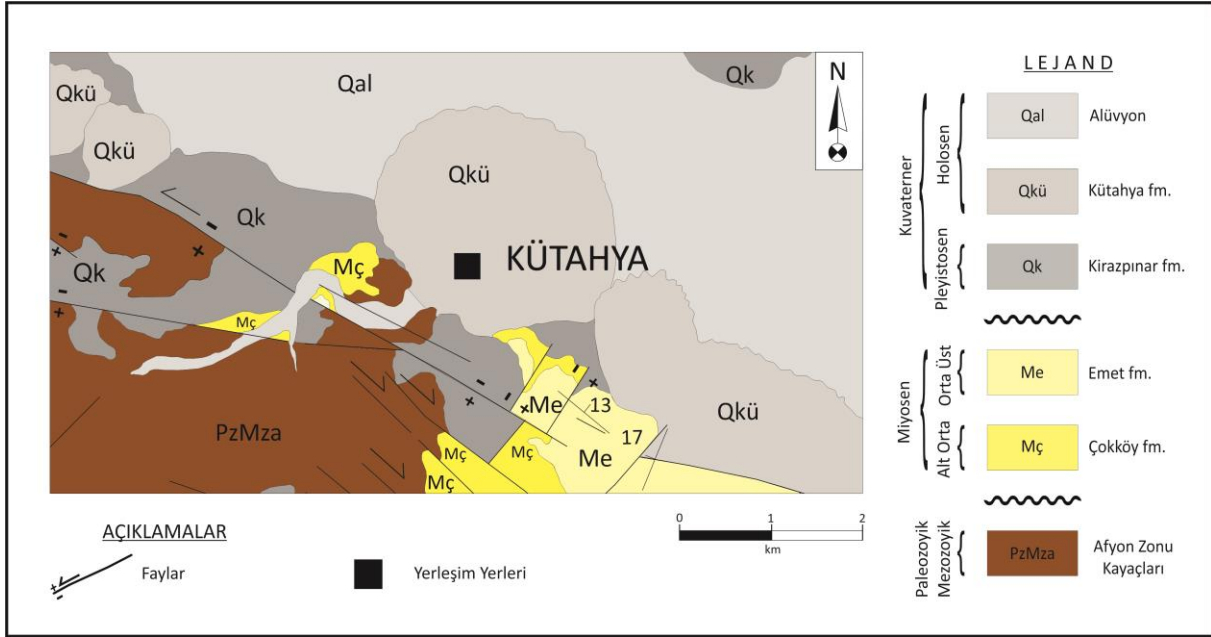 Qal
Qk
N
Qkü
Qkü
Qkü
Qk
KÜTAHYA
Mç
Qk
Mç
Me
13
Qkü
17
PzMza
Mç
Mç
Me
Mç
AÇIKLAMALAR
Faylar
Yerleşim Yerleri
0 1 2
km
LEJAND
Kuvaterner
Holosen
Pleyistosen
Qal Alüvyon
Qkü Kütahya fm.
Qk Kirazpınar fm.
Miyosen
Orta Üst
Alt Orta
Me Emet fm.
Mç Çokköy fm.
Paleozoyik
Mezozoyik
PzMza Afyon Zonu
Kayaçları